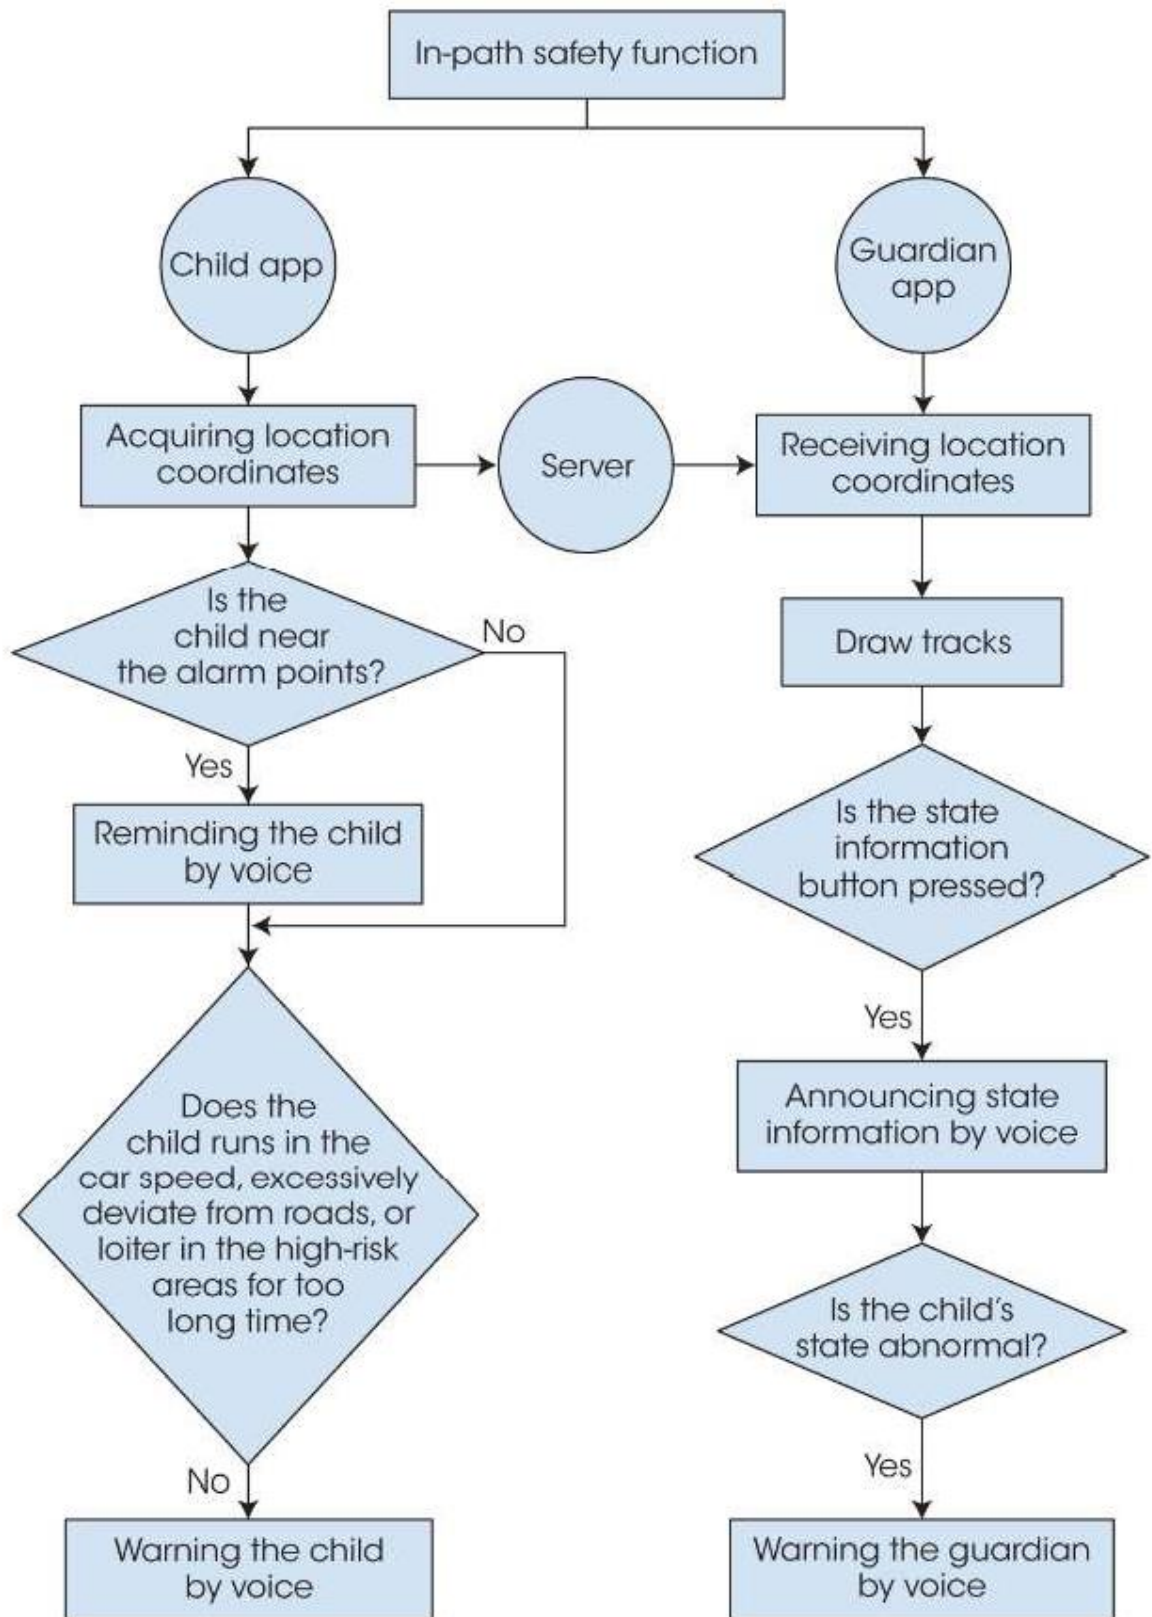 In-path safety function
Child app
Guardian
app
Acquiring location
coordinates
Server
Receiving location
coordinates
Is the
child near
the alarm points?
No
Draw tracks
Yes
Reminding the child
by voice
Is the state
information
button pressed?
Yes
Does the
child runs in the
car speed, excessively
deviate from roads, or
loiter in the high-risk
areas for too
long time?
Announcing state
information by voice
Is the child's
state abnormal?
No
Yes
Warning the child
by voice
Warning the guardian
by voice